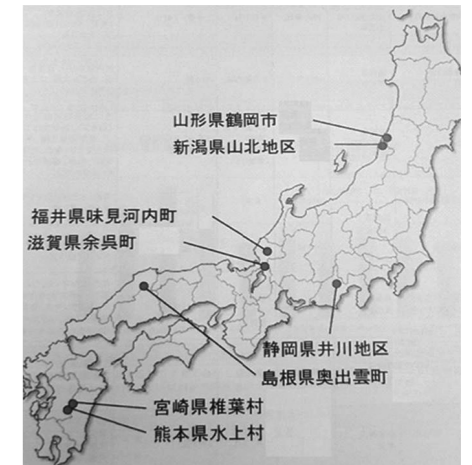 山形県鶴岡市
新潟県山北地区
福井県味見河内町
滋賀県余呉町
静岡県井川地区
島根県奥出雲町
宮崎県椎葉村
熊本県水上村